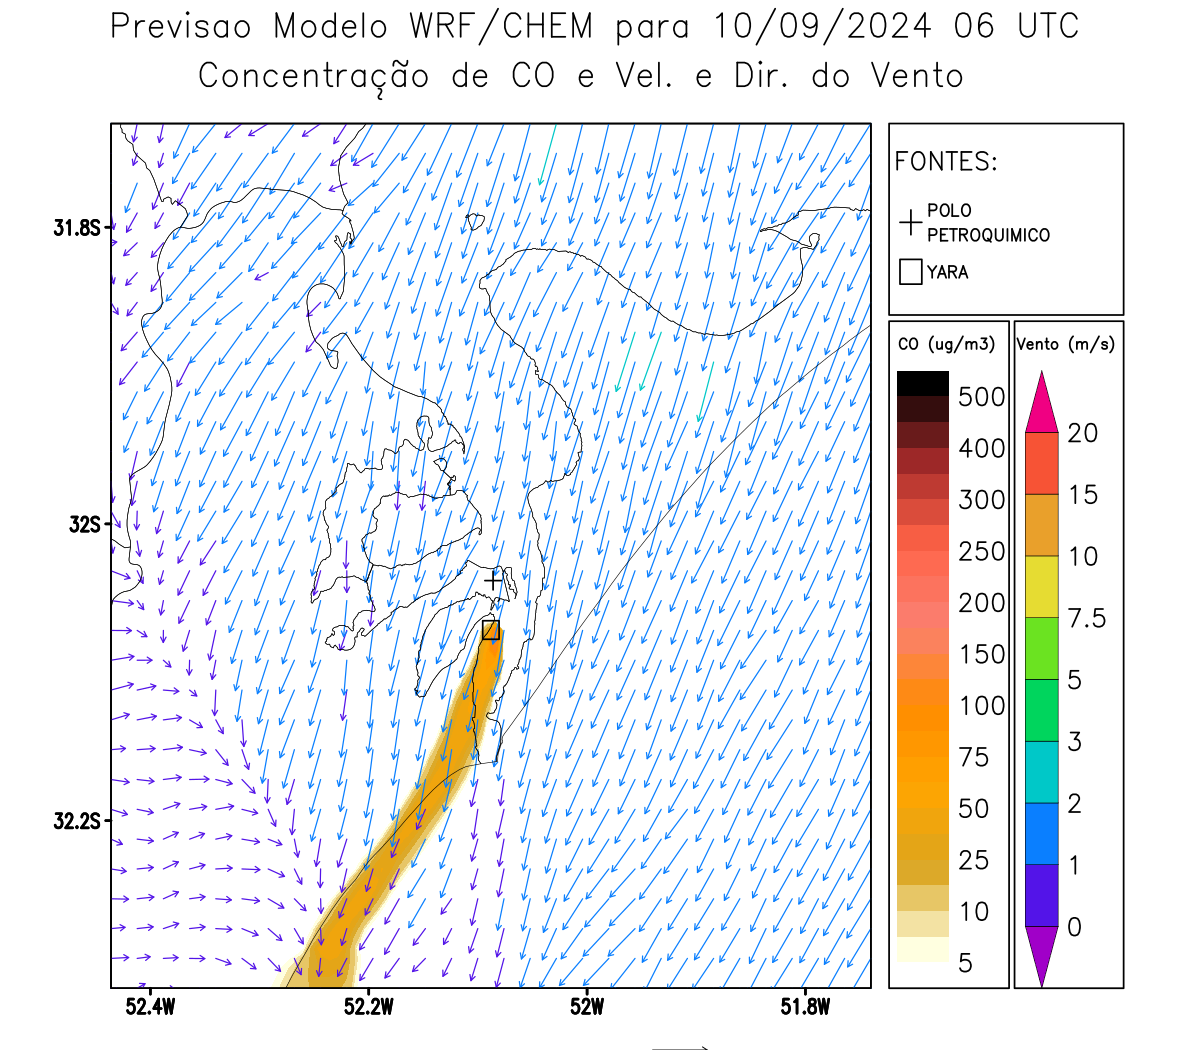 Previsao Modelo WRF/CHEM para 10/09/2024 06 UTC
Concentração de CO e Vel. e Dir. do Vento
FONTES:
POLO
PETROQUIMICO
YARA
CO (ug/m3)
500
400
300
250
200
150
100
75
50
25
10
5
Vento (m/s)
20
15
10
7.5
5
3
2
1
0
31.8S
32S
32.2S
52.4W
52.2W
52W
51.8W